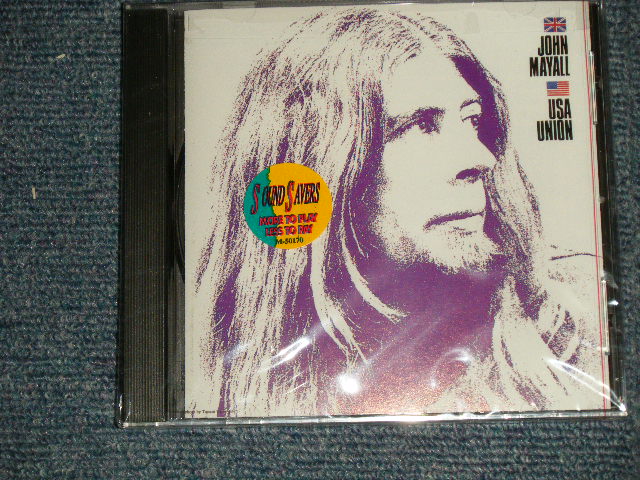 JOHN
MAYALL
USA
UNION
SOUND SAVERS
MORE TO PLAY
LESS TO PAY